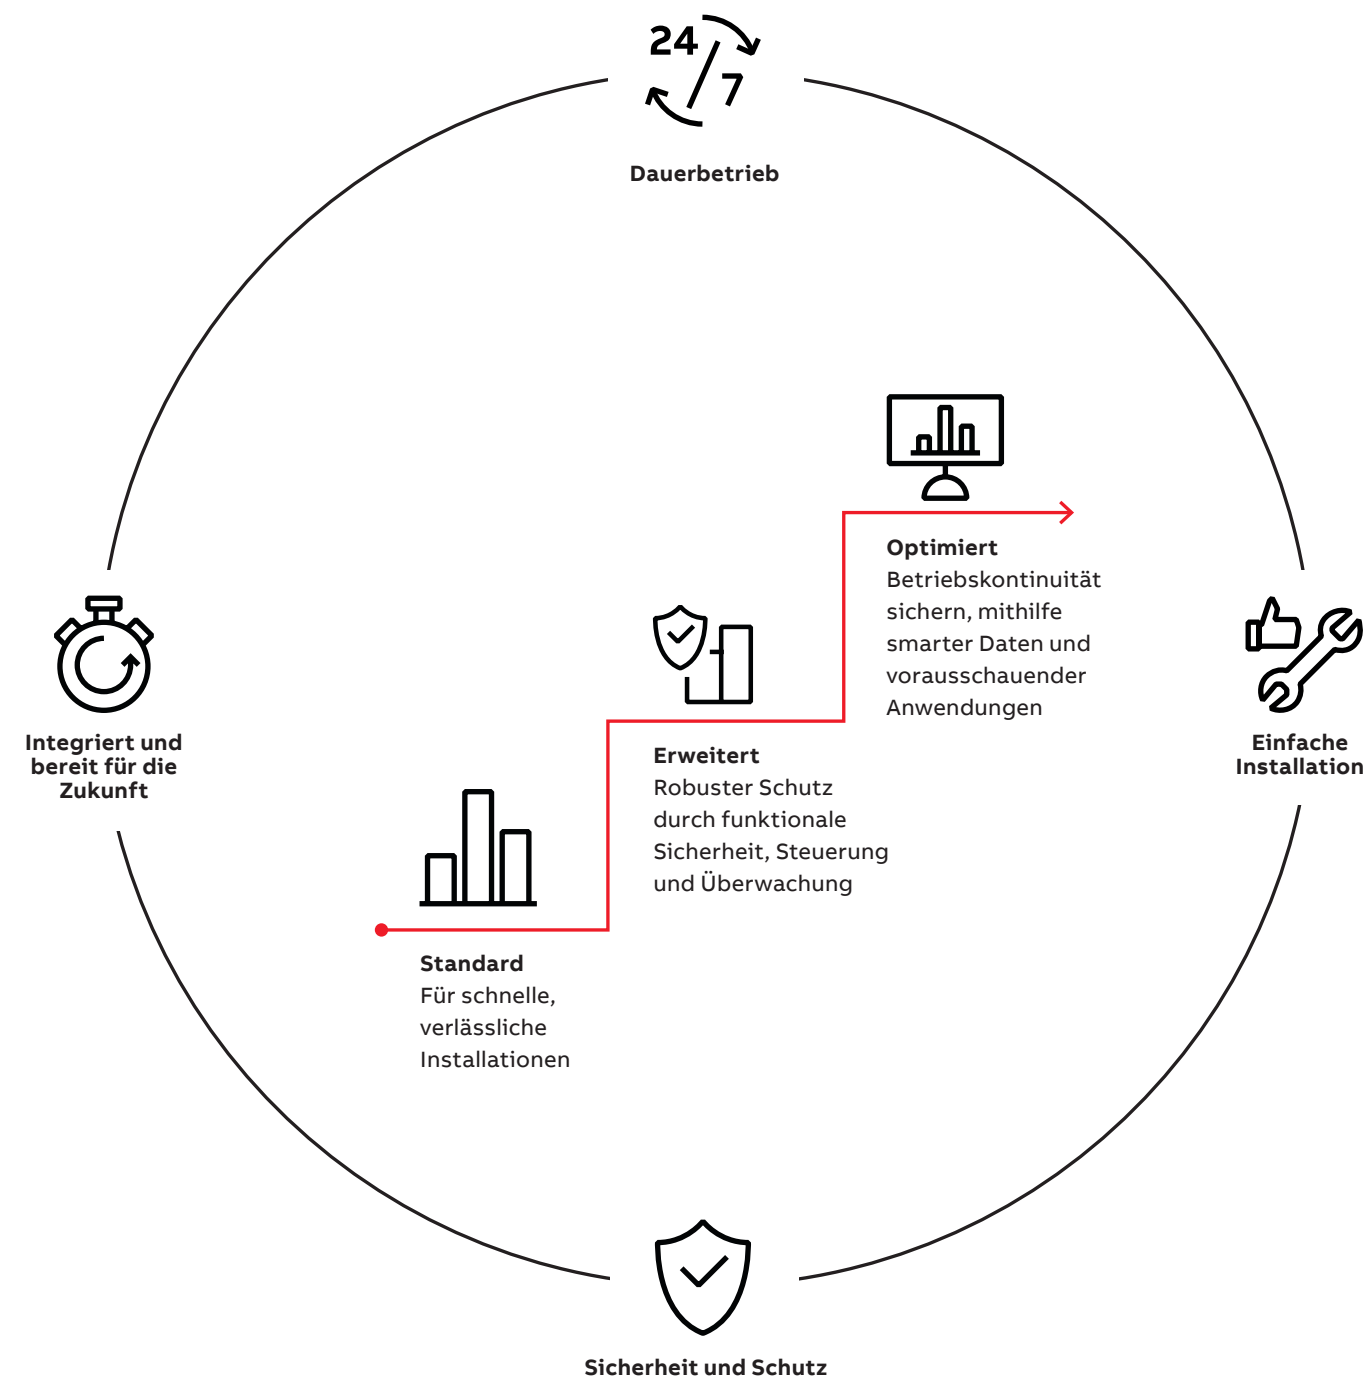 24
7
Dauerbetrieb
Optimiert
Betriebskontinuität
sichern, mithilfe
smarter Daten und
vorausschauender
Anwendungen
Integriert und
bereit für die
Zukunft
Erweitert
Robuster Schutz
durch funktionale
Sicherheit, Steuerung
und Überwachung
Einfache
Installation
Standard
Für schnelle,
verlässliche
Installationen
Sicherheit und Schutz